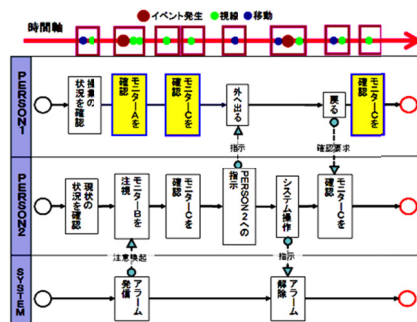 イベント発生 視線 移動
時間軸
PERSON1
操業の状況を確認
モニターAを確認
モニターCを確認
外へ出る
戻る
モニターCを確認
指示
確認要求
PERSON2
現状の状況を確認
モニターBを注視
モニターCを確認
PERSON2への指示
システム操作
モニターCを確認
注意喚起
指示
SYSTEM
アラーム発信
アラーム解除